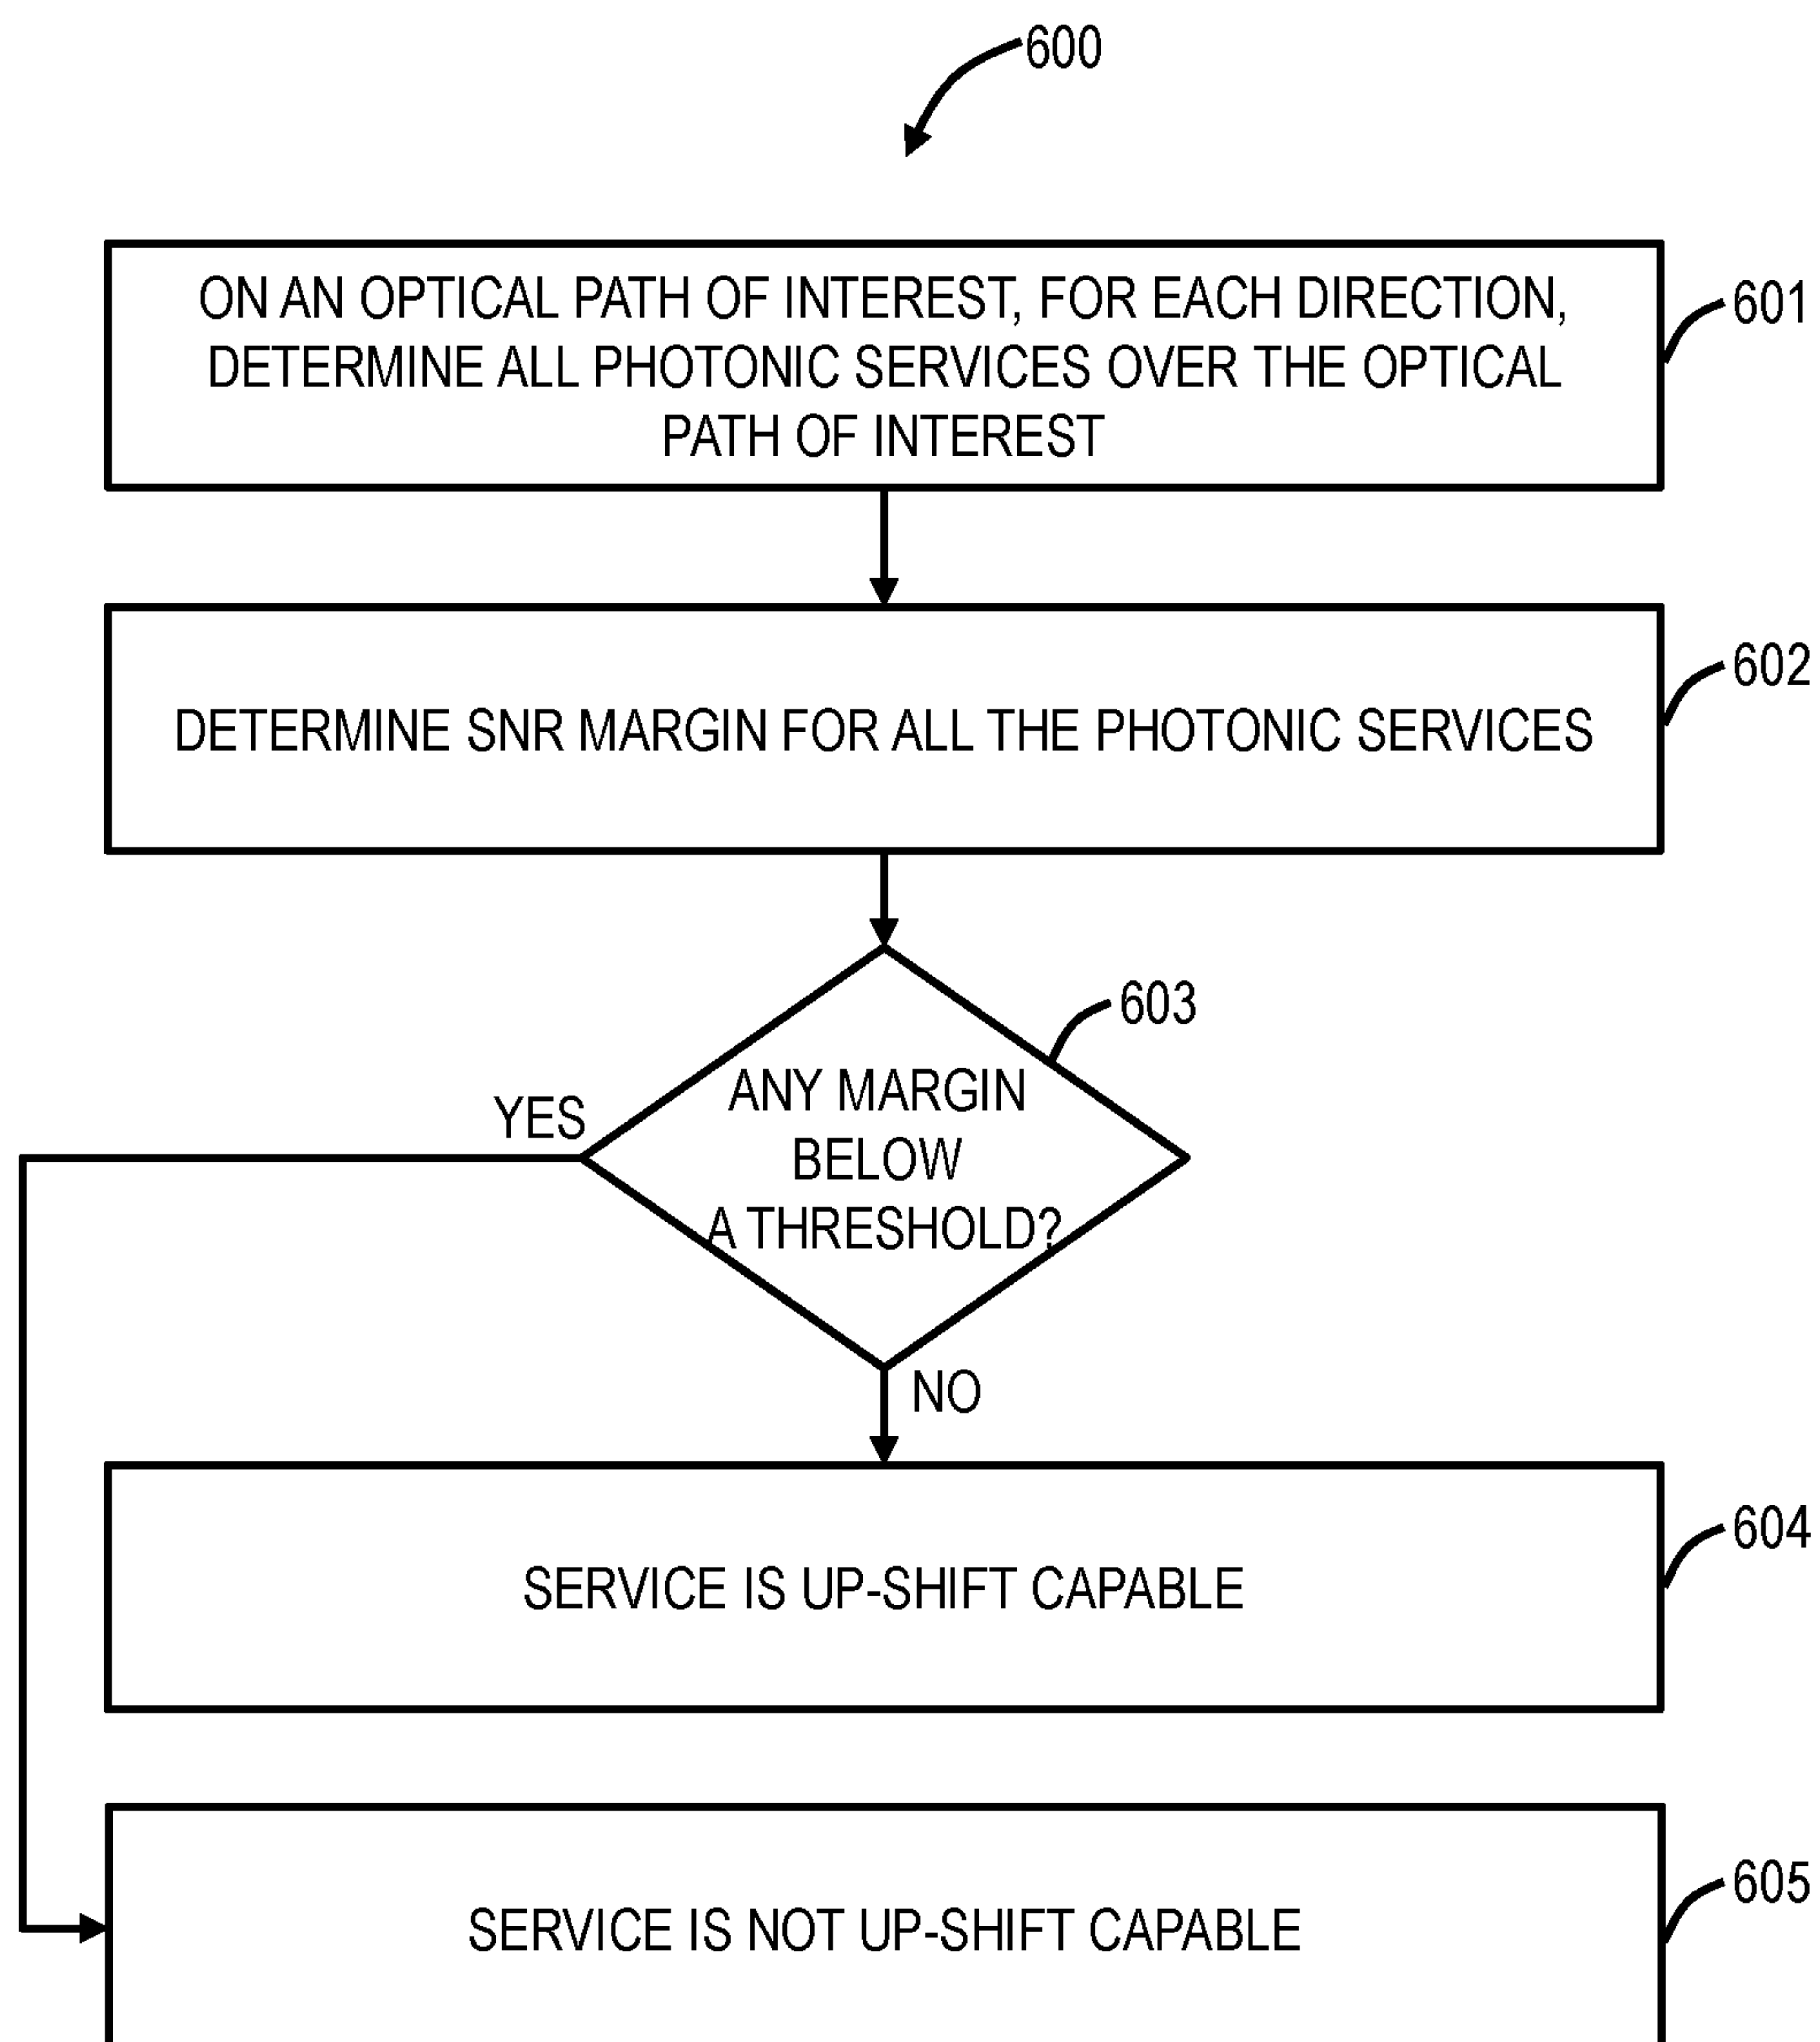 600
ON AN OPTICAL PATH OF INTEREST, FOR EACH DIRECTION,
DETERMINE ALL PHOTONIC SERVICES OVER THE OPTICAL
PATH OF INTEREST
601
DETERMINE SNR MARGIN FOR ALL THE PHOTONIC SERVICES
602
603
ANY MARGIN
BELOW
A THRESHOLD?
YES
NO
SERVICE IS UP-SHIFT CAPABLE
604
SERVICE IS NOT UP-SHIFT CAPABLE
605